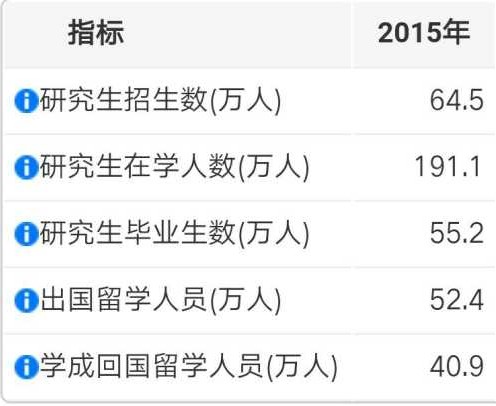 指标 2015年
研究生招生数(万人) 64.5
研究生在学人数(万人) 191.1
研究生毕业生数(万人) 55.2
出国留学人员(万人) 52.4
学成回国留学人员(万人) 40.9